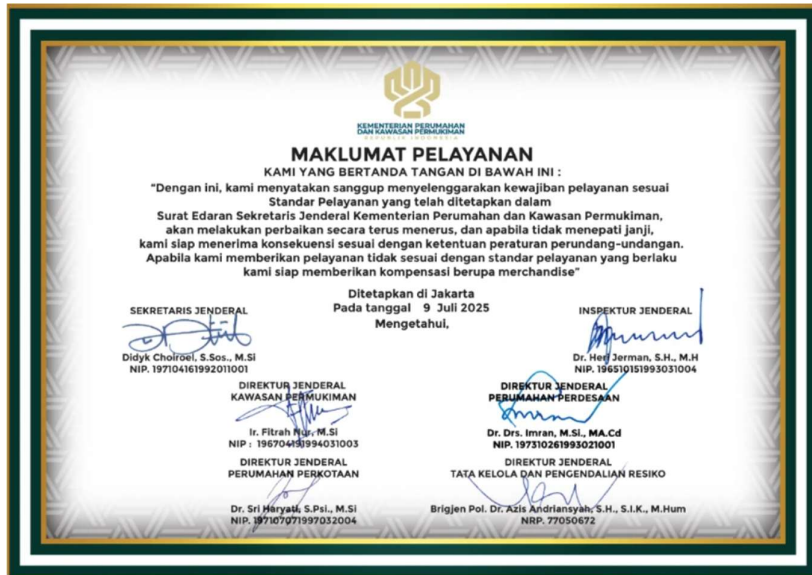 KEMENTERIAN PERUMAHAN
DAN KAWASAN PERMUKIMAN
REPUBLIK INDONESIA
MAKLUMAT PELAYANAN
KAMI YANG BERTANDA TANGAN DI BAWAH INI :
"Dengan ini, kami menyatakan sanggup menyelenggarakan kewajiban pelayanan sesuai
Standar Pelayanan yang telah ditetapkan dalam
Surat Edaran Sekretaris Jenderal Kementerian Perumahan dan Kawasan Permukiman,
akan melakukan perbaikan secara terus menerus, dan apabila tidak menepati janji,
kami siap menerima konsekuensi sesuai dengan ketentuan peraturan perundang-undangan.
Apabila kami memberikan pelayanan tidak sesuai dengan standar pelayanan yang berlaku
kami siap memberikan kompensasi berupa merchandise"
Ditetapkan di Jakarta
Pada tanggal 9 Juli 2025
Mengetahui,
SEKRETARIS JENDERAL
Didyk Choiroel, S.Sos., M.Si
NIP. 197104161992011001
INSPEKTUR JENDERAL
Dr. Heri Jerman, S.H., M.H
NIP. 196510151993031004
DIREKTUR JENDERAL
KAWASAN PERMUKIMAN
Ir. Fitrah Nur, M.Si
NIP : 196704191994031003
DIREKTUR JENDERAL
PERUMAHAN PERDESAAN
Dr. Drs. Imran, M.Si., MA.Cd
NIP. 197310261993021001
DIREKTUR JENDERAL
PERUMAHAN PERKOTAAN
Dr. Sri Haryati, S.Psi., M.Si
NIP. 197107071997032004
DIREKTUR JENDERAL
TATA KELOLA DAN PENGENDALIAN RESIKO
Brigjen Pol. Dr. Azis Andriansyah, S.H., S.I.K., M.Hum
NRP. 77050672